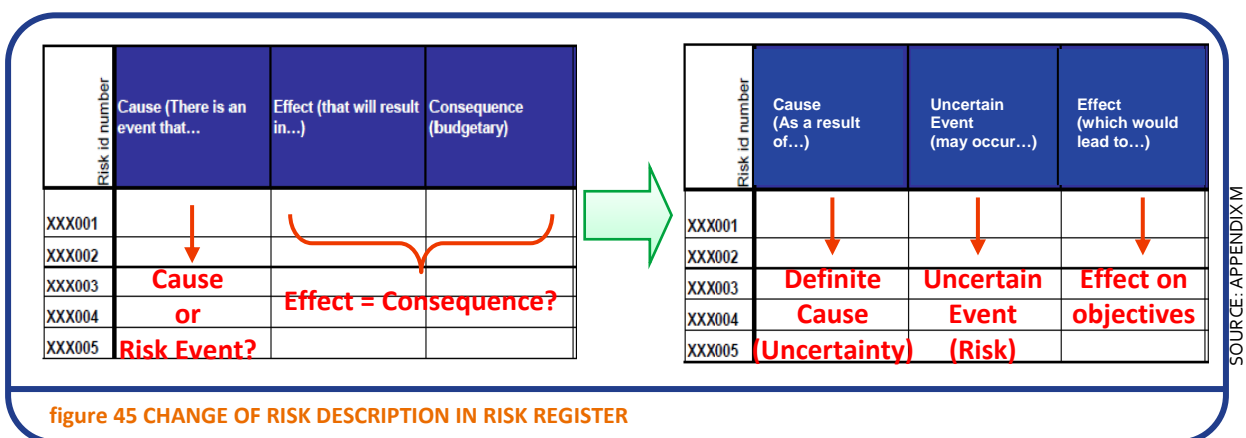 Risk id number
Cause (There is an
event that...
Effect (that will result
in...)
Consequence
(budgetary)
XXX001
XXX002
XXX003
XXX004
XXX005
Cause
or
Risk Event?
Effect = Consequence?
Risk id number
Cause
(As a result
of...)
Uncertain
Event
(may occur...)
Effect
(which would
lead to...)
XXX001
XXX002
XXX003
XXX004
XXX005
Definite
Cause
(Uncertainty)
Uncertain
Event
(Risk)
Effect on
objectives
SOURCE: APPENDIX M
figure 45 CHANGE OF RISK DESCRIPTION IN RISK REGISTER